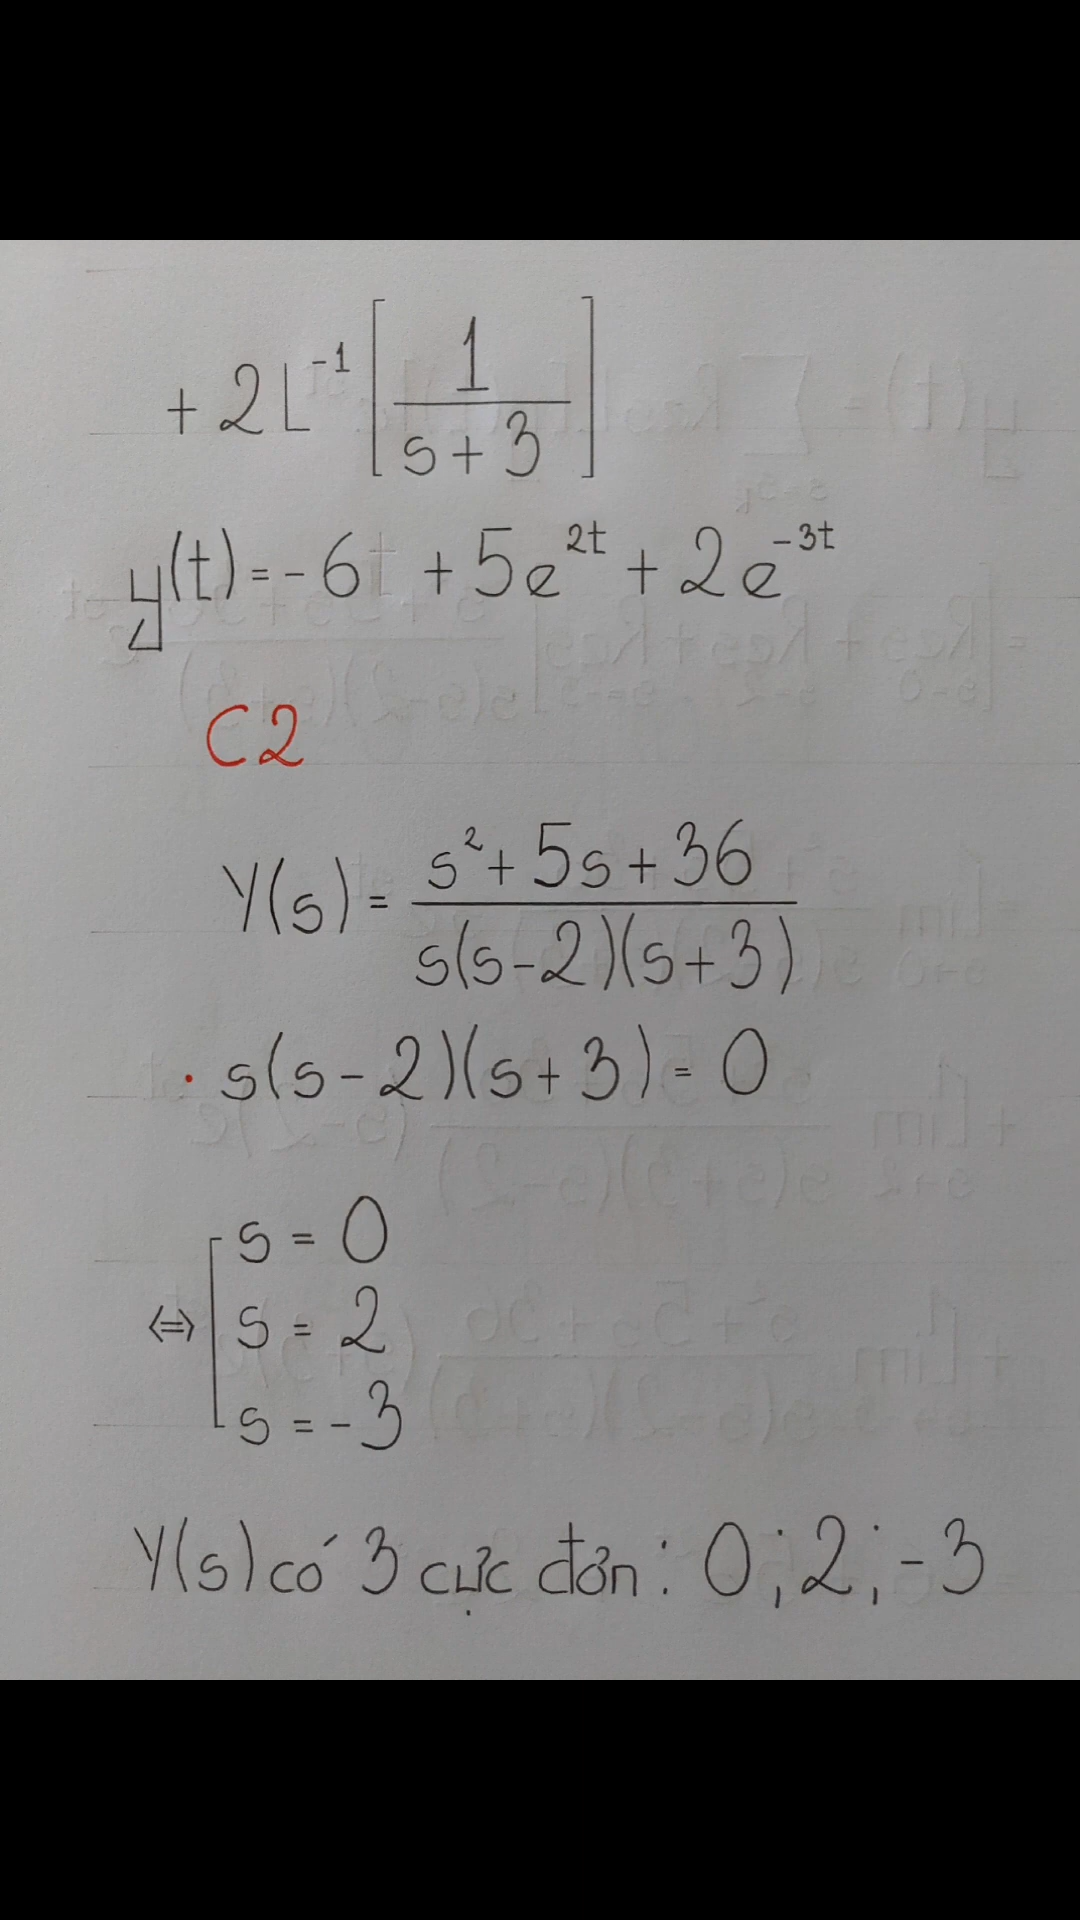 + 2L⁻¹ [ 1 / (s+3) ]
y(t) = -6t + 5e^{2t} + 2e^{-3t}
C2
Y(s) = (s² + 5s + 36) / (s(s-2)(s+3))
• s(s-2)(s+3) = 0
⇔ [ s = 0
s = 2
s = -3
Y(s) có 3 cực đơn: 0; 2; -3